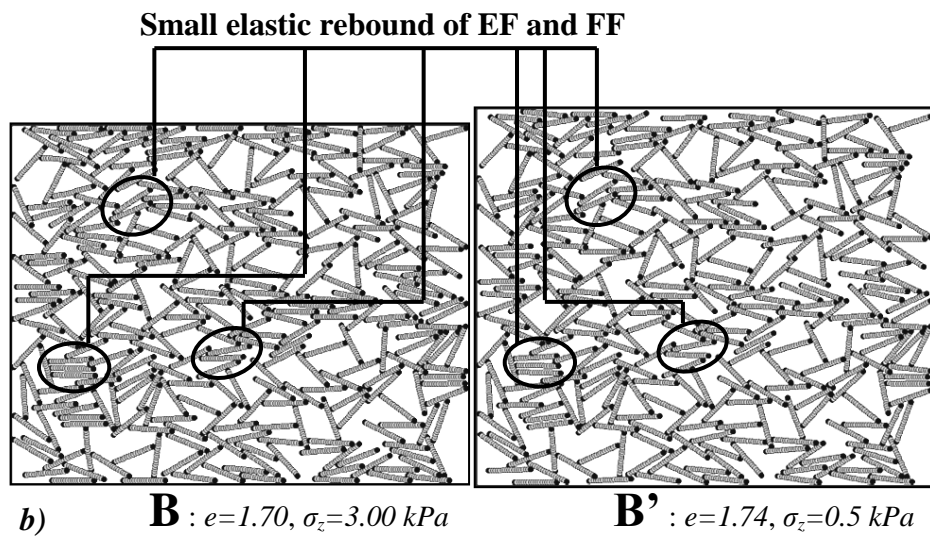 Small elastic rebound of EF and FF
b) B : e=1.70, σz=3.00 kPa
B’ : e=1.74, σz=0.5 kPa